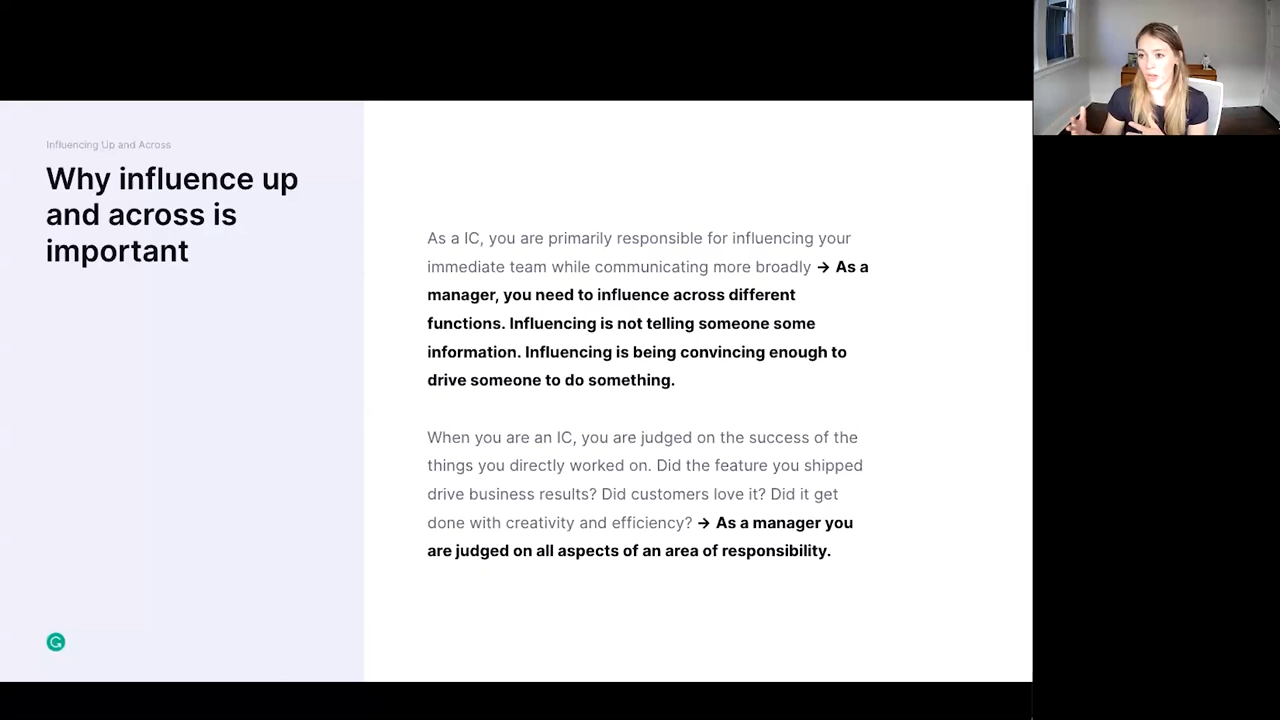 Influencing Up and Across
Why influence up
and across is
important
As a IC, you are primarily responsible for influencing your
immediate team while communicating more broadly → As a
manager, you need to influence across different
functions. Influencing is not telling someone some
information. Influencing is being convincing enough to
drive someone to do something.
When you are an IC, you are judged on the success of the
things you directly worked on. Did the feature you shipped
drive business results? Did customers love it? Did it get
done with creativity and efficiency? → As a manager you
are judged on all aspects of an area of responsibility.